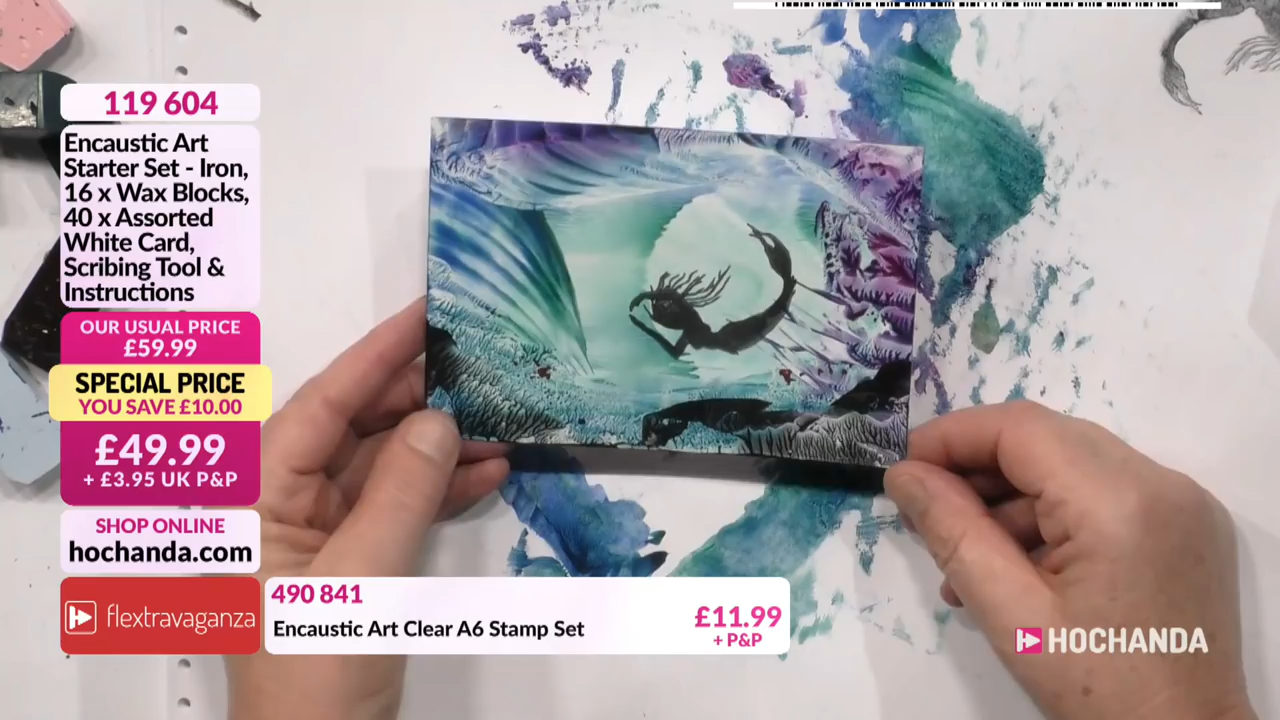 119 604
Encaustic Art
Starter Set - Iron,
16 x Wax Blocks,
40 x Assorted
White Card,
Scribing Tool &
Instructions
OUR USUAL PRICE
£59.99
SPECIAL PRICE
YOU SAVE £10.00
£49.99
+ £3.95 UK P&P
SHOP ONLINE
hochanda.com
flextravaganza
490 841
Encaustic Art Clear A6 Stamp Set
£11.99
+ P&P
HOCHANDA